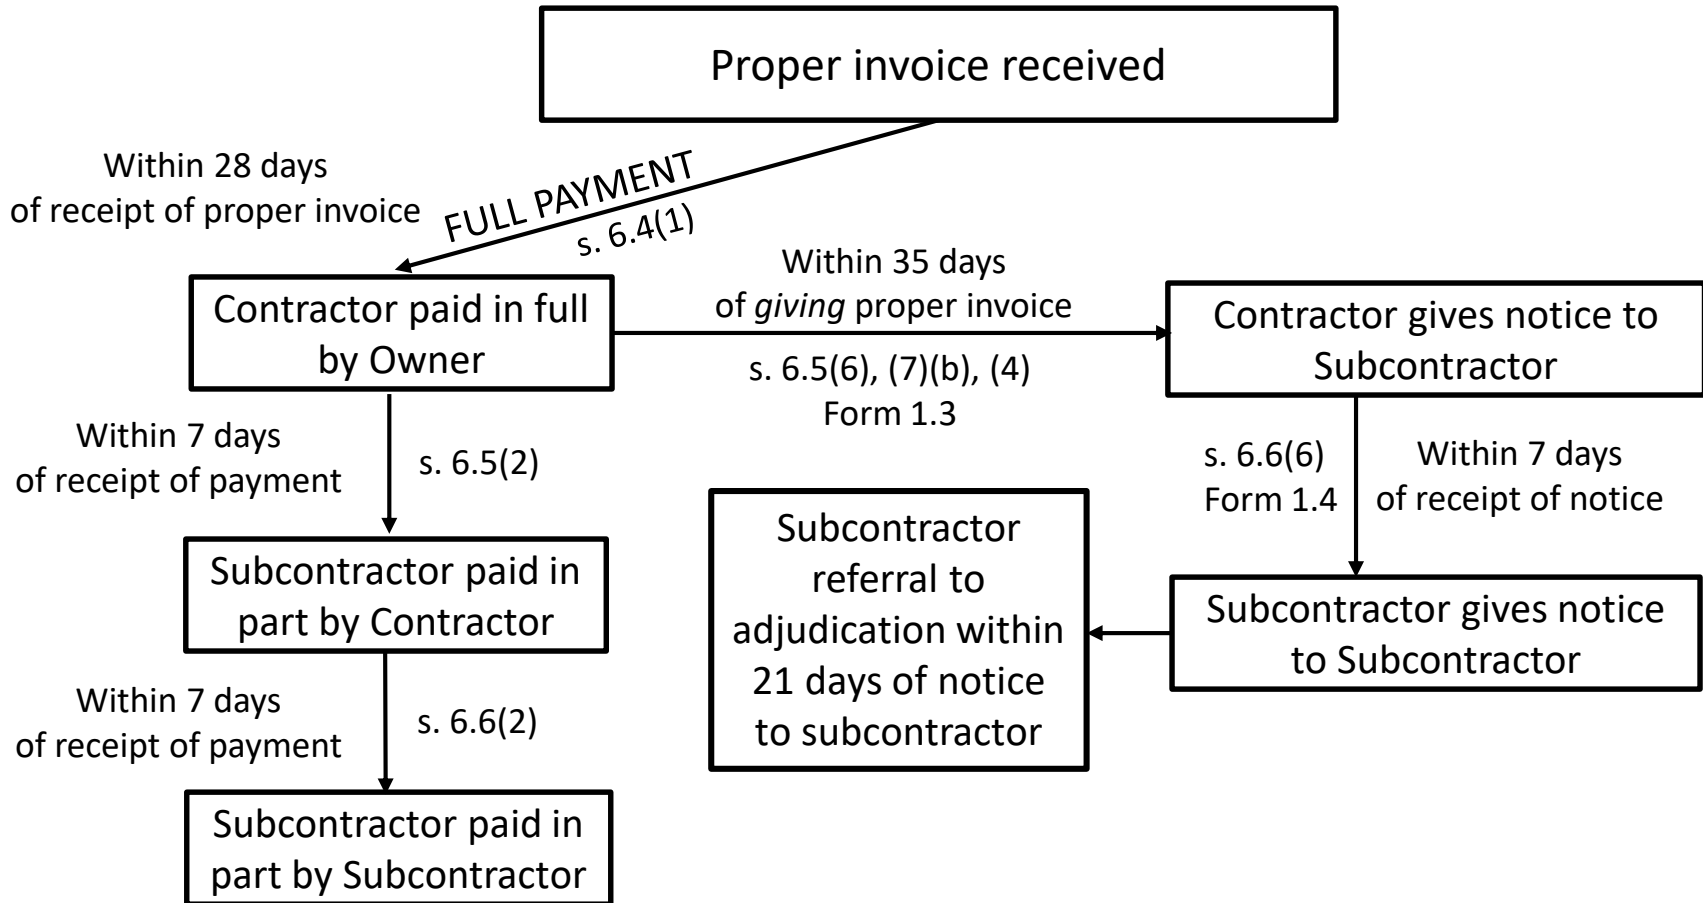 Proper invoice received
Within 28 days
of receipt of proper invoice
FULL PAYMENT
s. 6.4(1)
Contractor paid in full
by Owner
Within 35 days
of giving proper invoice
s. 6.5(6), (7)(b), (4)
Form 1.3
Contractor gives notice to
Subcontractor
Within 7 days
of receipt of payment
s. 6.5(2)
s. 6.6(6)
Form 1.4
Within 7 days
of receipt of notice
Subcontractor paid in
part by Contractor
Subcontractor
referral to
adjudication within
21 days of notice
to subcontractor
Subcontractor gives notice
to Subcontractor
Within 7 days
of receipt of payment
s. 6.6(2)
Subcontractor paid in
part by Subcontractor